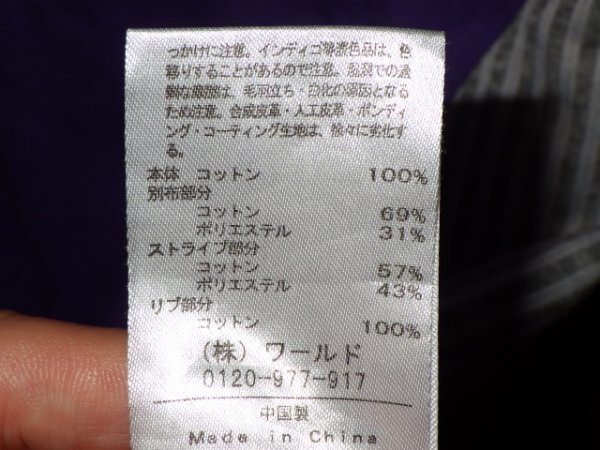 っかけに注意。インディゴ等濃色品は、色
移りすることがあるので注意。湿潤での過
剰な摩擦は、毛羽立ち・白化の原因となる
ため注意。合成皮革・人工皮革・ボンディ
ング・コーティング生地は、徐々に劣化す
る。
本体 コットン 100%
別布部分
コットン 69%
ポリエステル 31%
ストライプ部分
コットン 57%
ポリエステル 43%
リブ部分
コットン 100%
(株) ワールド
0120-977-917
中国製
Made in China